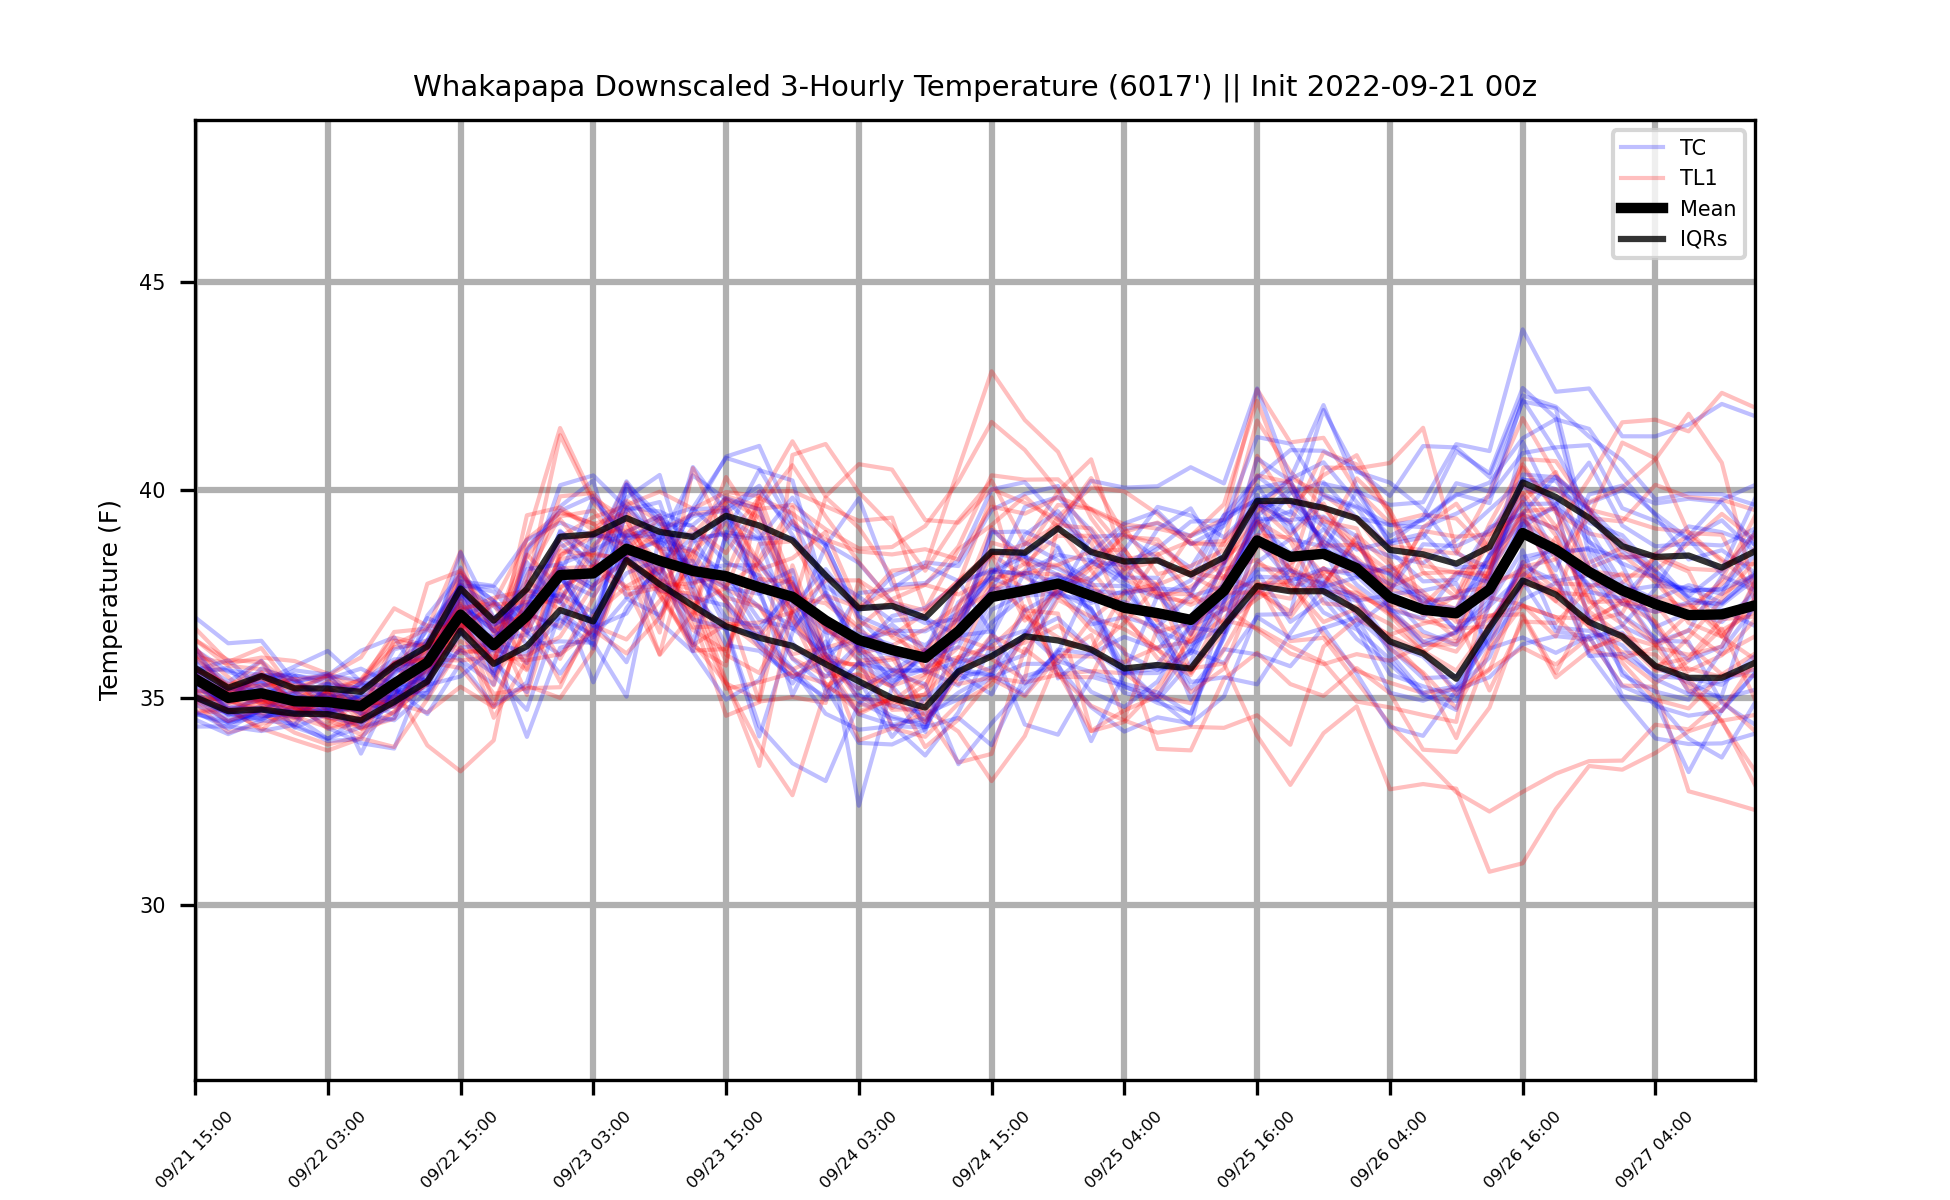 Whakapapa Downscaled 3-Hourly Temperature (6017') || Init 2022-09-21 00z
TC
TL1
Mean
IQRs
Temperature (F)
45
40
35
30
09/21 15:00
09/22 03:00
09/22 15:00
09/23 03:00
09/23 15:00
09/24 03:00
09/24 15:00
09/25 04:00
09/25 16:00
09/26 04:00
09/26 16:00
09/27 04:00